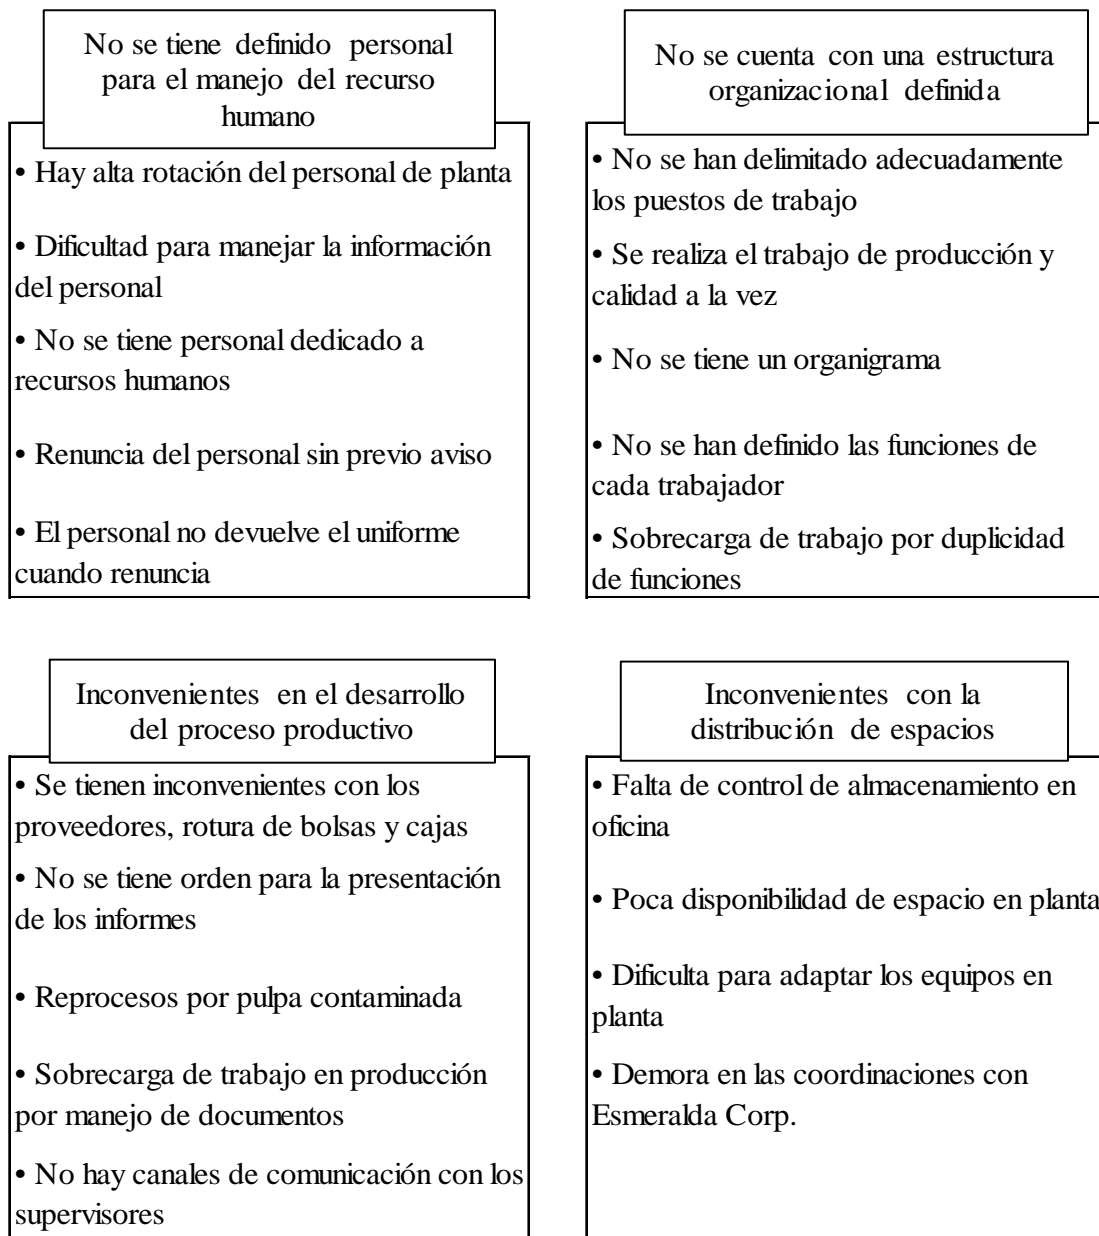 No se tiene definido personal
para el manejo del recurso
humano
• Hay alta rotación del personal de planta
• Dificultad para manejar la información
del personal
• No se tiene personal dedicado a
recursos humanos
• Renuncia del personal sin previo aviso
• El personal no devuelve el uniforme
cuando renuncia
No se cuenta con una estructura
organizacional definida
• No se han delimitado adecuadamente
los puestos de trabajo
• Se realiza el trabajo de producción y
calidad a la vez
• No se tiene un organigrama
• No se han definido las funciones de
cada trabajador
• Sobrecarga de trabajo por duplicidad
de funciones
Inconvenientes en el desarrollo
del proceso productivo
• Se tienen inconvenientes con los
proveedores, rotura de bolsas y cajas
• No se tiene orden para la presentación
de los informes
• Reprocesos por pulpa contaminada
• Sobrecarga de trabajo en producción
por manejo de documentos
• No hay canales de comunicación con los
supervisores
Inconvenientes con la
distribución de espacios
• Falta de control de almacenamiento en
oficina
• Poca disponibilidad de espacio en planta
• Dificulta para adaptar los equipos en
planta
• Demora en las coordinaciones con
Esmeralda Corp.